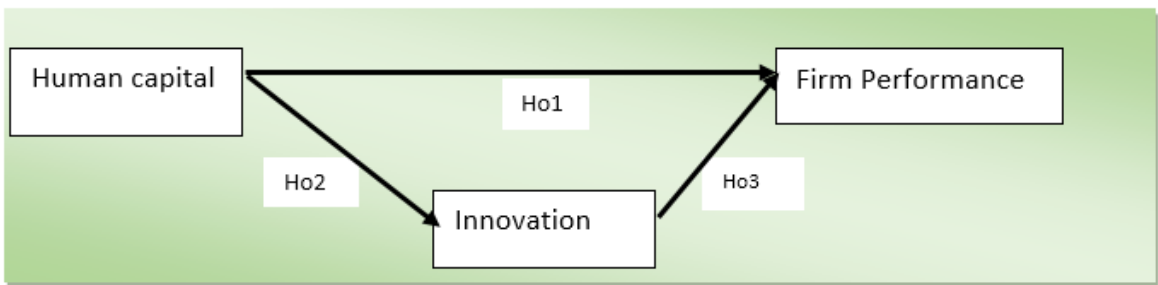 Human capital
Firm Performance
Ho1
Ho2
Ho3
Innovation